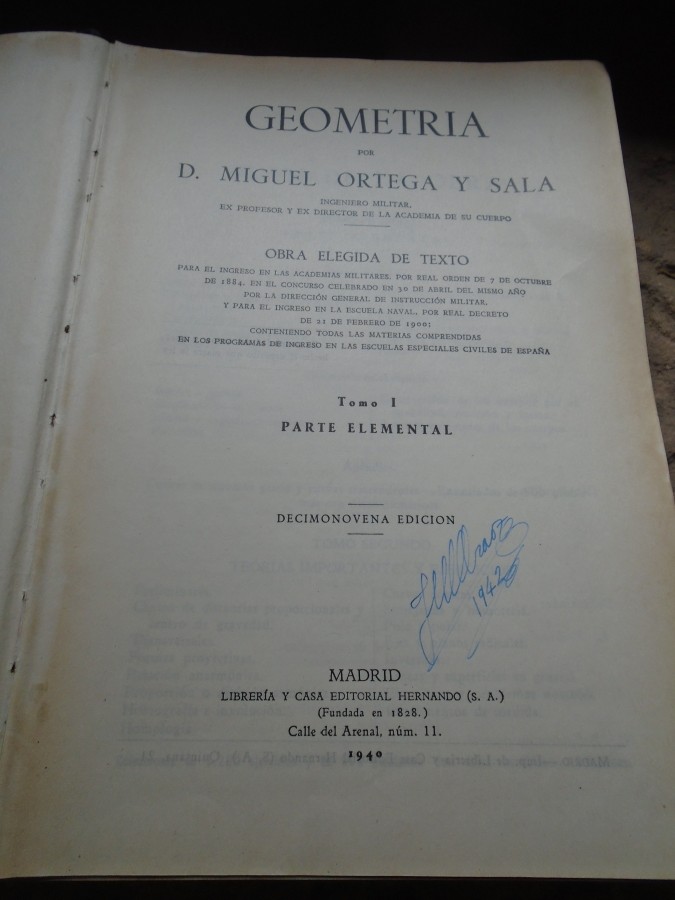 GEOMETRIA
POR
D. MIGUEL ORTEGA Y SALA
INGENIERO MILITAR,
EX PROFESOR Y EX DIRECTOR DE LA ACADEMIA DE SU CUERPO
OBRA ELEGIDA DE TEXTO
PARA EL INGRESO EN LAS ACADEMIAS MILITARES, POR REAL ORDEN DE 7 DE OCTUBRE
DE 1884, EN EL CONCURSO CELEBRADO EN 30 DE ABRIL DEL MISMO AÑO
POR LA DIRECCIÓN GENERAL DE INSTRUCCIÓN MILITAR,
Y PARA EL INGRESO EN LA ESCUELA NAVAL, POR REAL DECRETO
DE 21 DE FEBRERO DE 1900;
CONTENIENDO TODAS LAS MATERIAS COMPRENDIDAS
EN LOS PROGRAMAS DE INGRESO EN LAS ESCUELAS ESPECIALES CIVILES DE ESPAÑA
Tomo I
PARTE ELEMENTAL
DECIMONOVENA EDICION
1942
MADRID
LIBRERÍA Y CASA EDITORIAL HERNANDO (S. A.)
(Fundada en 1828.)
Calle del Arenal, núm. 11.
1940